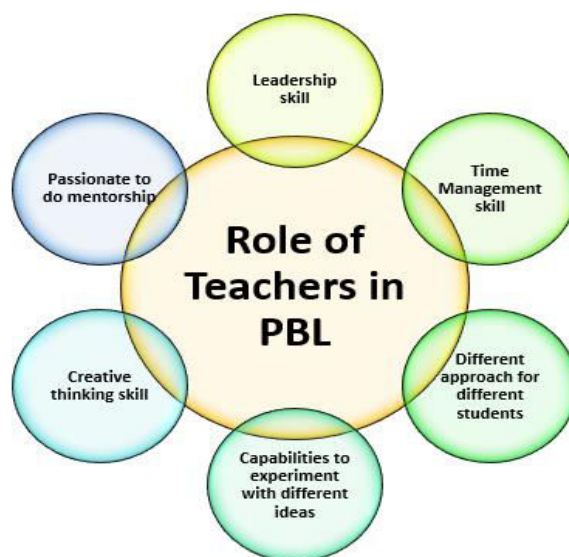 Leadership
skill
Passionate to
do mentorship
Time
Management
skill
Role of
Teachers in
PBL
Creative
thinking skill
Different
approach for
different
students
Capabilities to
experiment
with different
ideas